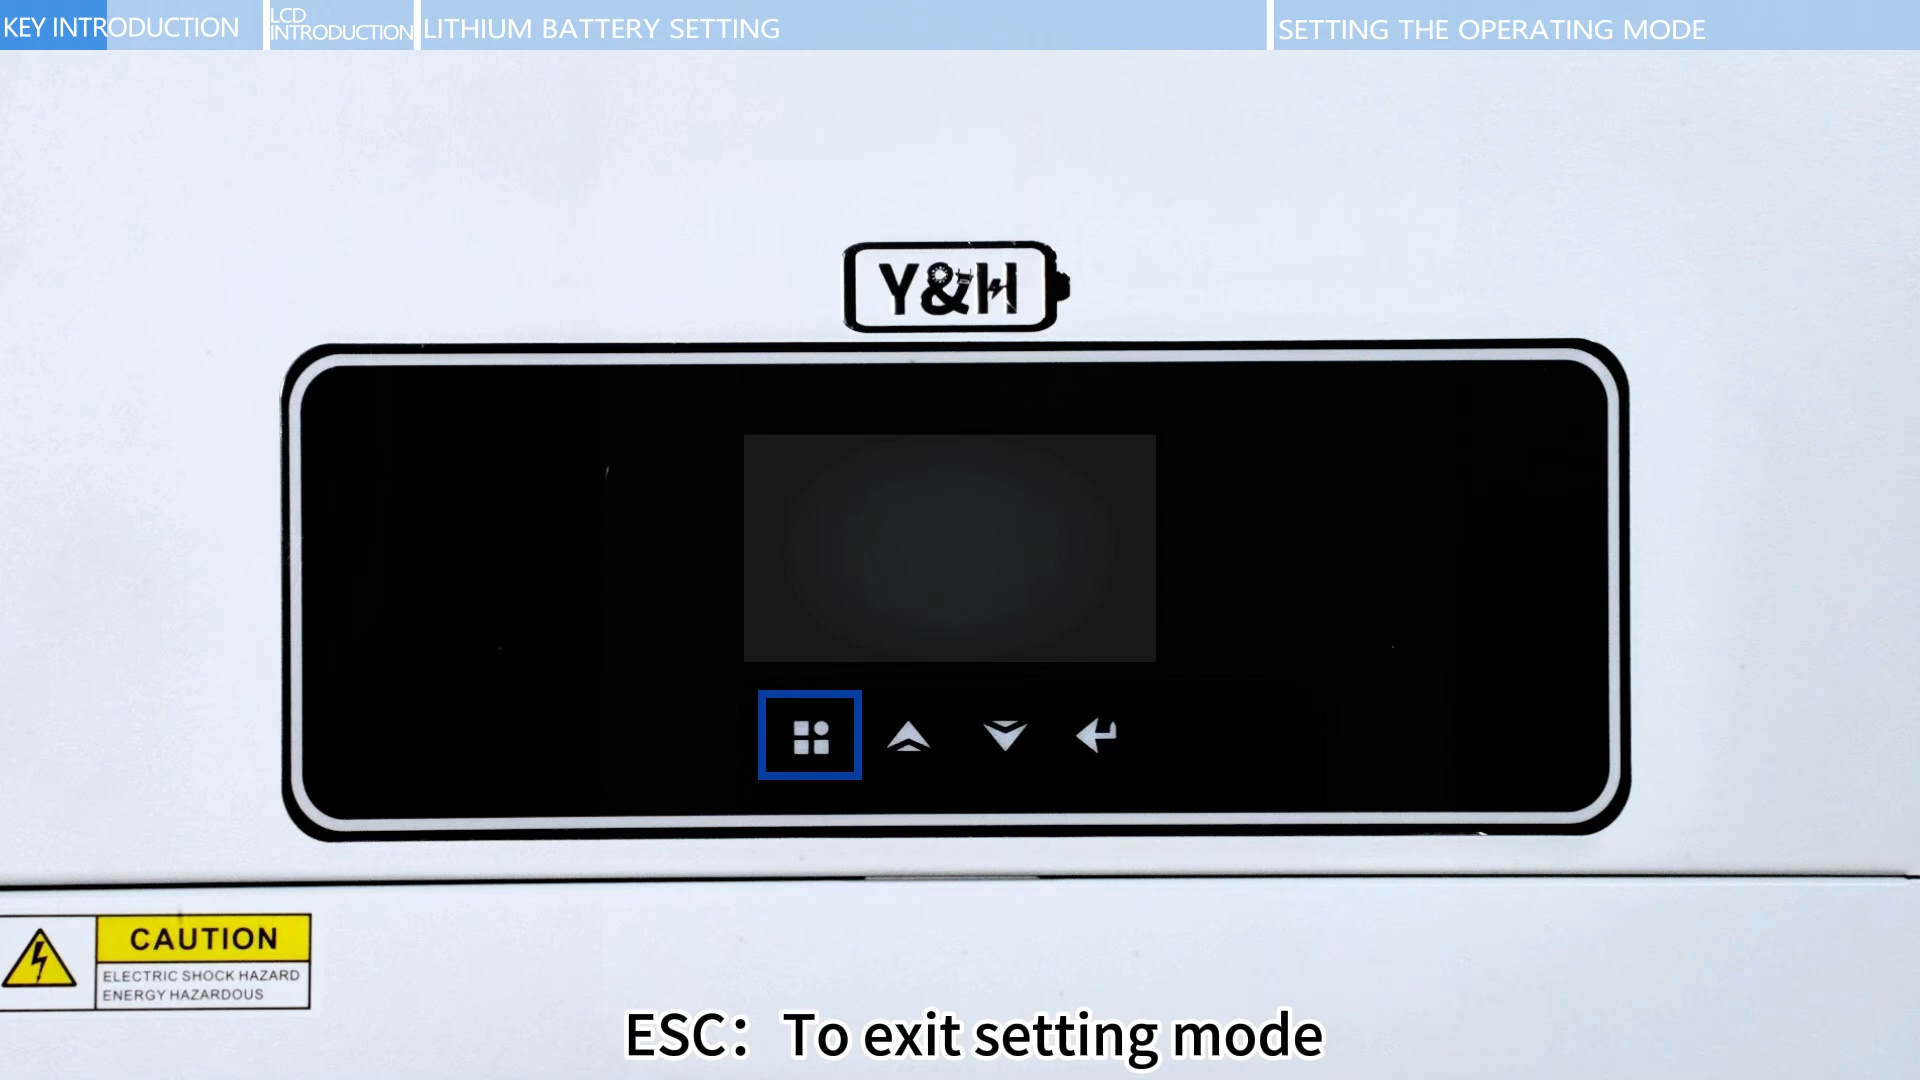 KEY INTRODUCTION
LCD
INTRODUCTION
LITHIUM BATTERY SETTING
SETTING THE OPERATING MODE
Y&H
CAUTION
ELECTRIC SHOCK HAZARD
ENERGY HAZARDOUS
ESC：To exit setting mode